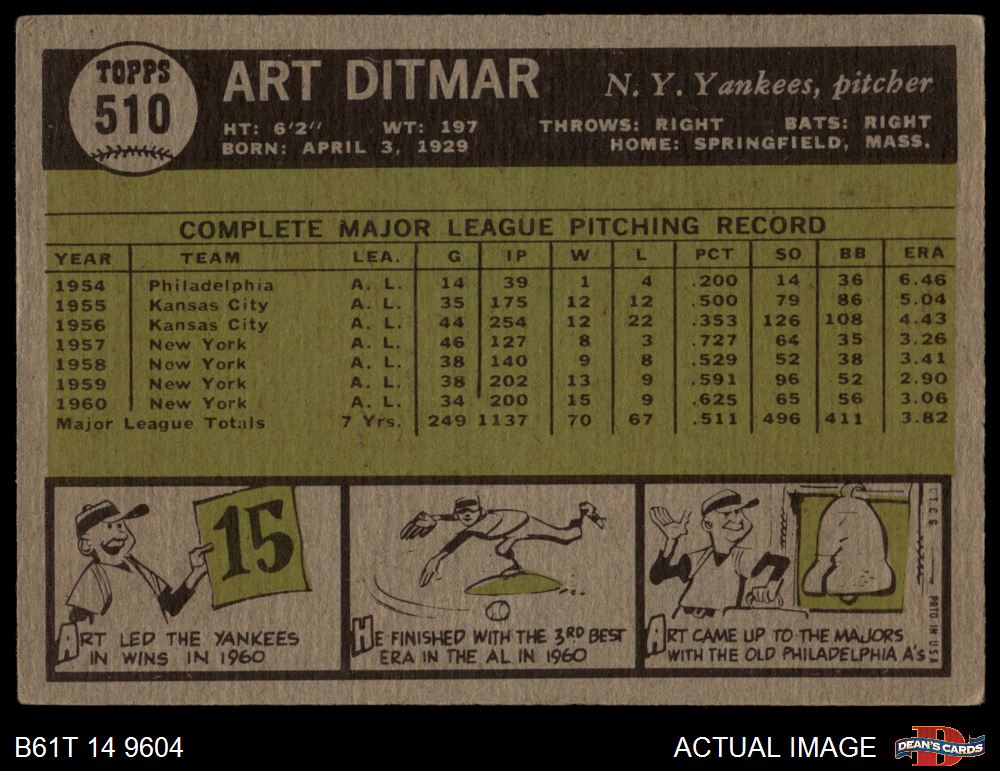 TOPPS
510
ART DITMAR
N. Y. Yankees, pitcher
HT: 6'2" WT: 197 THROWS: RIGHT BATS: RIGHT
BORN: APRIL 3, 1929 HOME: SPRINGFIELD, MASS.
COMPLETE MAJOR LEAGUE PITCHING RECORD
YEAR TEAM LEA. G IP W L PCT SO BB ERA
1954 Philadelphia A. L. 14 39 1 4 .200 14 36 6.46
1955 Kansas City A. L. 35 175 12 12 .500 79 86 5.04
1956 Kansas City A. L. 44 254 12 22 .353 126 108 4.43
1957 New York A. L. 46 127 8 3 .727 64 35 3.26
1958 New York A. L. 38 140 9 8 .529 52 38 3.41
1959 New York A. L. 38 202 13 9 .591 96 52 2.90
1960 New York A. L. 34 200 15 9 .625 65 56 3.06
Major League Totals 7 Yrs. 249 1137 70 67 .511 496 411 3.82
15
ART LED THE YANKEES
IN WINS IN 1960
HE FINISHED WITH THE 3RD BEST
ERA IN THE AL IN 1960
ART CAME UP TO THE MAJORS
WITH THE OLD PHILADELPHIA A's
T.C.G.
PRTD. IN U.S.A.
B61T 14 9604
ACTUAL IMAGE
DEAN'S CARDS